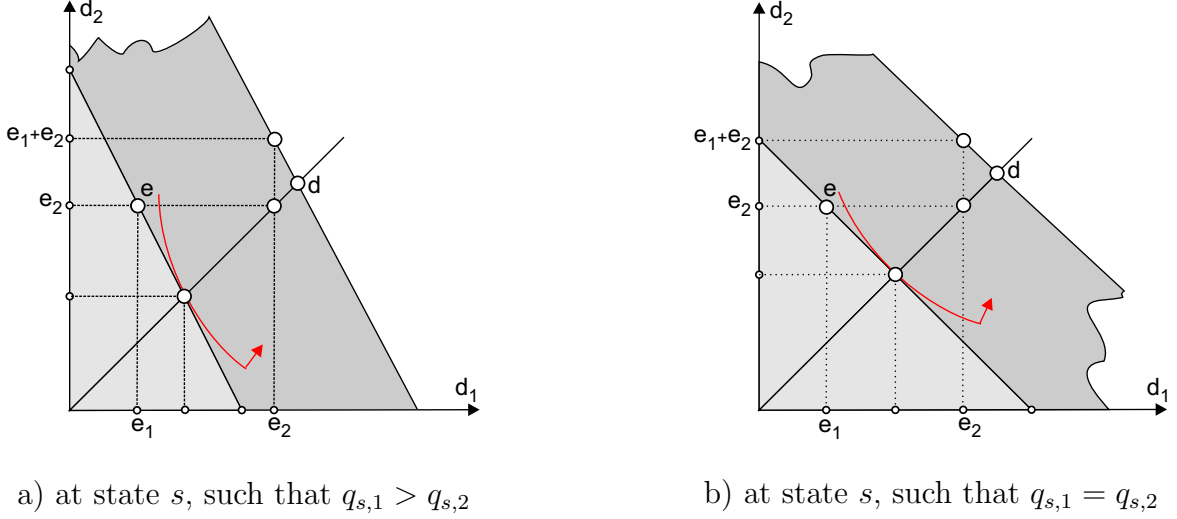 d₂
e₁+e₂
e₂
e
d
d₁
e₁
e₂
a) at state s, such that qₛ,₁ > qₛ,₂
d₂
e₁+e₂
e₂
e
d
d₁
e₁
e₂
b) at state s, such that qₛ,₁ = qₛ,₂